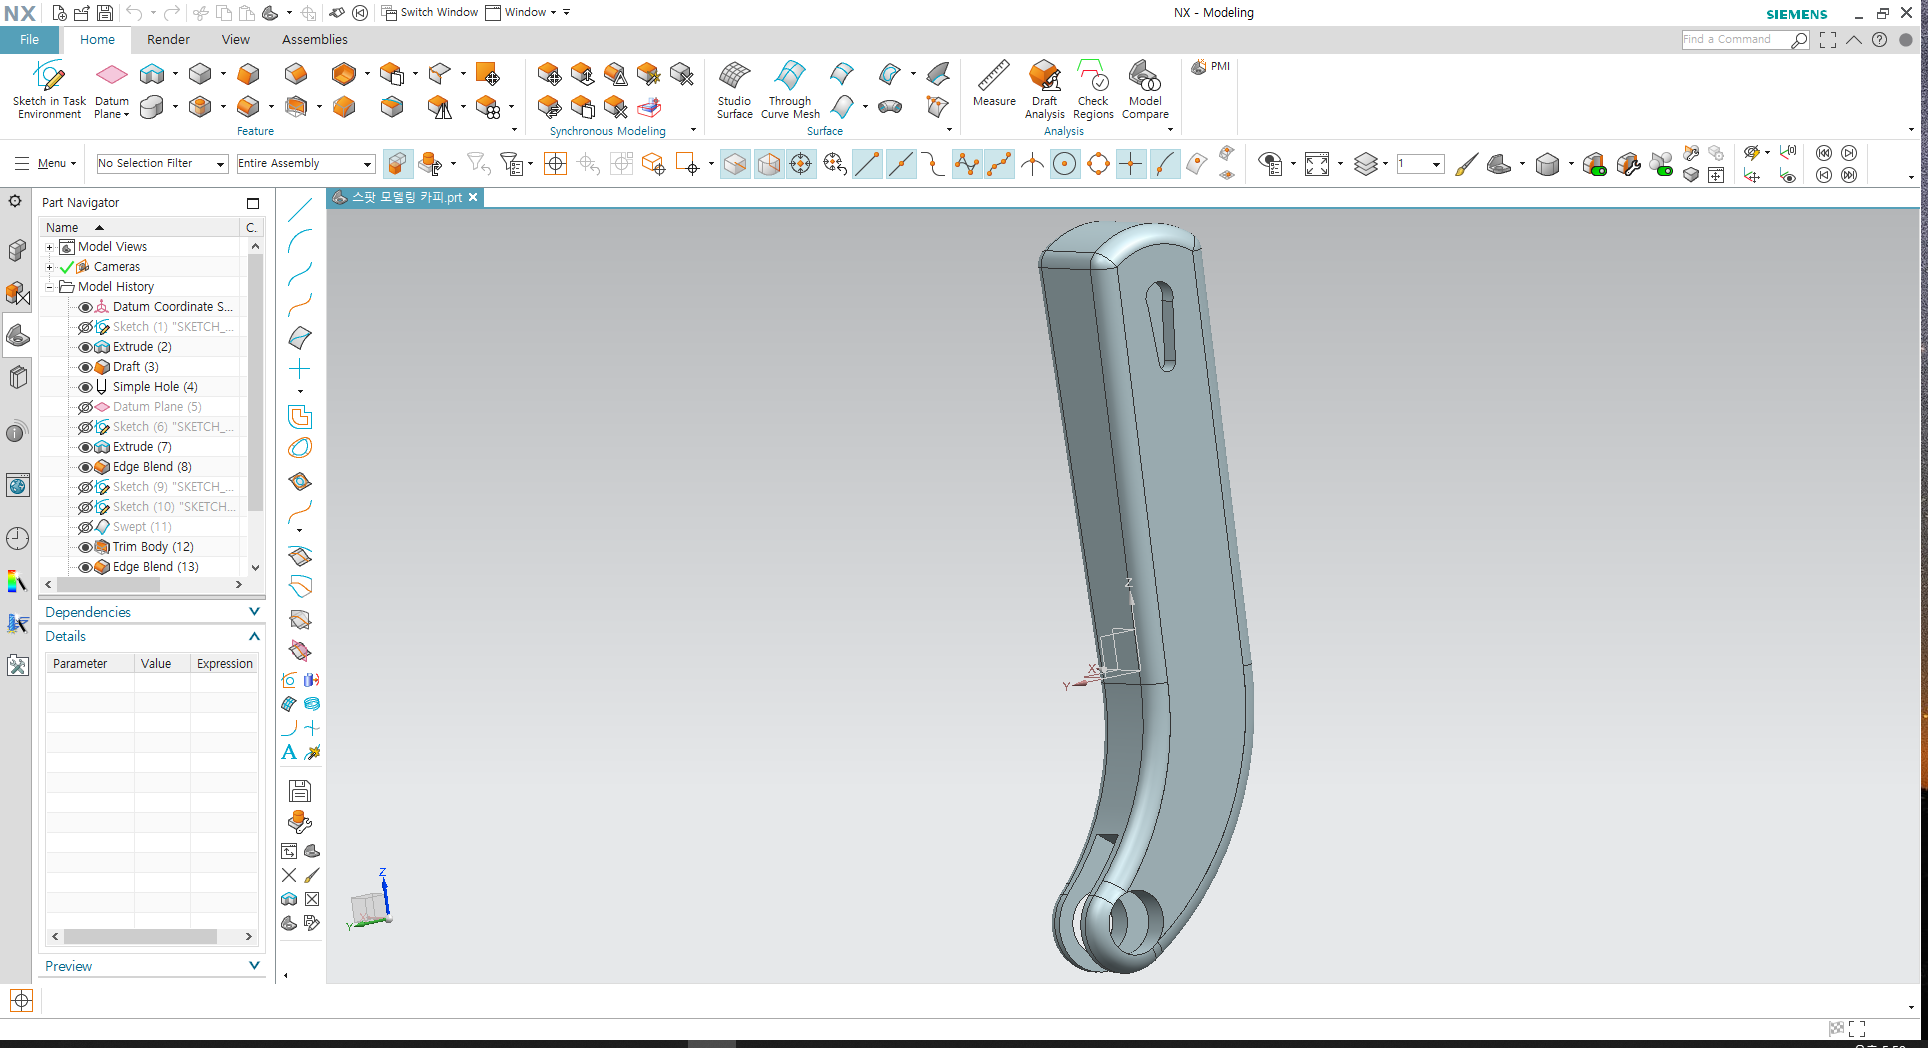 NX
Switch Window
Window
NX - Modeling
SIEMENS
File
Home
Render
View
Assemblies
Find a Command
Sketch in Task Environment
Datum Plane
Feature
Synchronous Modeling
Studio Surface
Through Curve Mesh
Surface
Measure
Draft Analysis
Check Regions
Model Compare
Analysis
PMI
Menu
No Selection Filter
Entire Assembly
1
Part Navigator
스팟 모델링 카피.prt
Name
C.
Model Views
Cameras
Model History
Datum Coordinate S...
Sketch (1) "SKETCH_...
Extrude (2)
Draft (3)
Simple Hole (4)
Datum Plane (5)
Sketch (6) "SKETCH_...
Extrude (7)
Edge Blend (8)
Sketch (9) "SKETCH_...
Sketch (10) "SKETCH...
Swept (11)
Trim Body (12)
Edge Blend (13)
Dependencies
Details
Parameter
Value
Expression
Preview
Z
X
Y
Z
Y